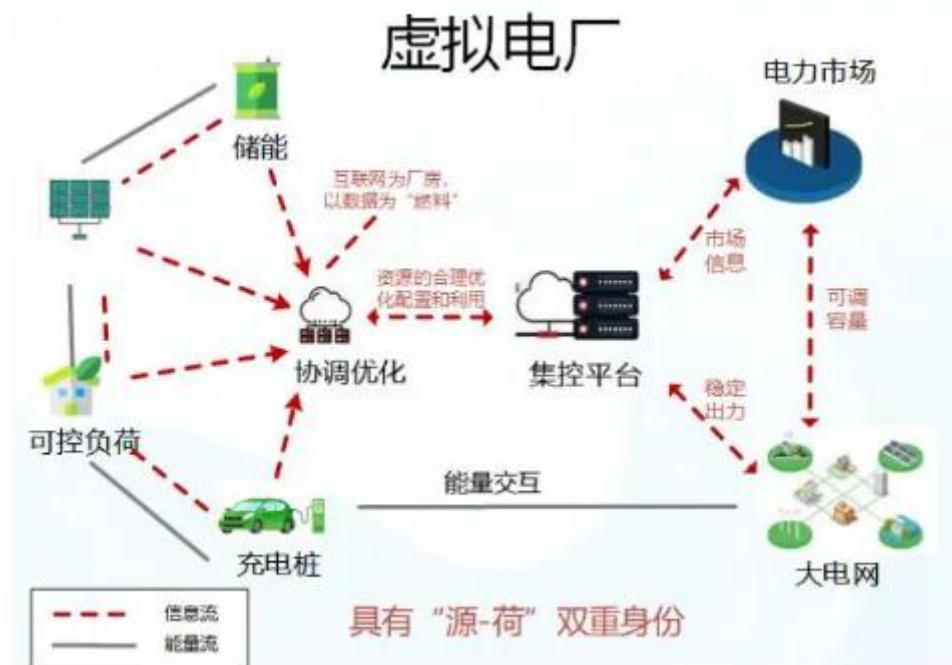 虚拟电厂
电力市场
储能
互联网为厂房，
以数据为“燃料”
市场
信息
资源的合理优
化配置和利用
可调
容量
协调优化
集控平台
稳定
出力
可控负荷
能量交互
充电桩
大电网
信息流
能量流
具有“源-荷”双重身份